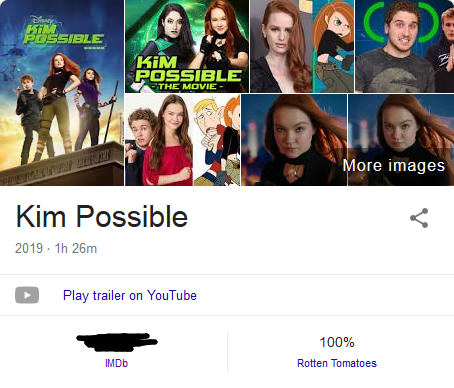 Disney
KiM
POSSIBLE
KiM
POSSIBLE
-THE MOVIE-
More images
Kim Possible
2019 · 1h 26m
Play trailer on YouTube
100%
IMDb
Rotten Tomatoes